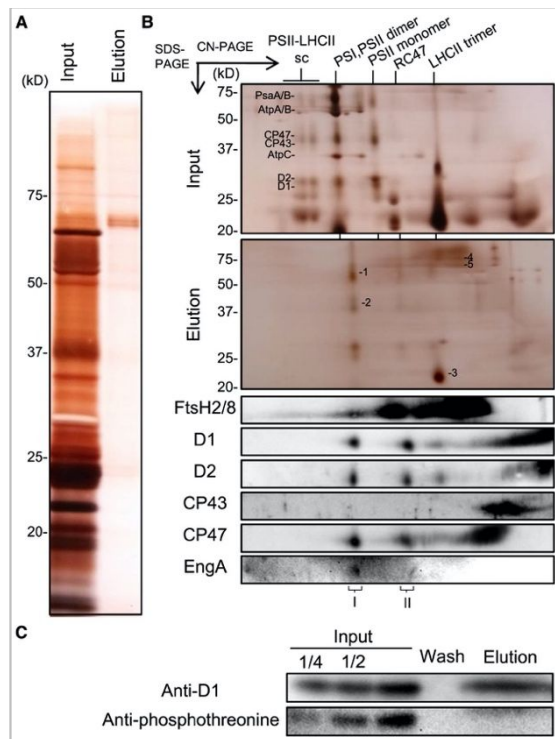 A
Input
Elution
(kD)
75-
50-
37-
25-
20-
B
SDS-
PAGE
CN-PAGE
PSII-LHCII
sc
PSI,PSII dimer
PSII monomer
RC47
LHCII trimer
(kD)
Input
75-
50-
37-
25-
20-
PsaA/B-
AtpA/B-
CP47-
CP43-
AtpC-
D2-
D1-
Elution
75-
50-
37-
25-
20-
-1
-2
-3
-4
-5
FtsH2/8
D1
D2
CP43
CP47
EngA
I
II
C
Input
1/4 1/2 Wash Elution
Anti-D1
Anti-phosphothreonine